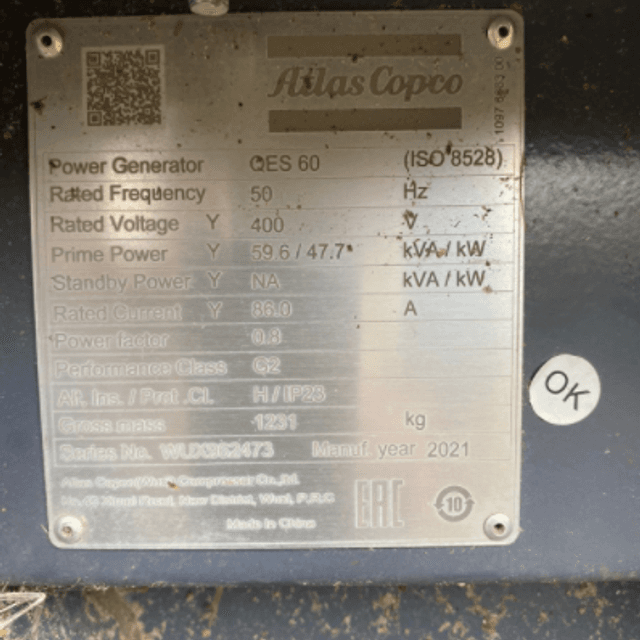 Atlas Copco
Power Generator QES 60 (ISO 8528)
Rated Frequency 50 Hz
Rated Voltage Y 400 V
Prime Power Y 59.6 / 47.7 kVA / kW
Standby Power Y NA kVA / kW
Rated Current Y 86.0 A
Power factor 0.8
Performance Class G2
Alt. Ins. / Prot. CL H / IP23
Gross mass 1231 kg
Series No. Manuf. year 2021
Made in China
EAC
10
OK